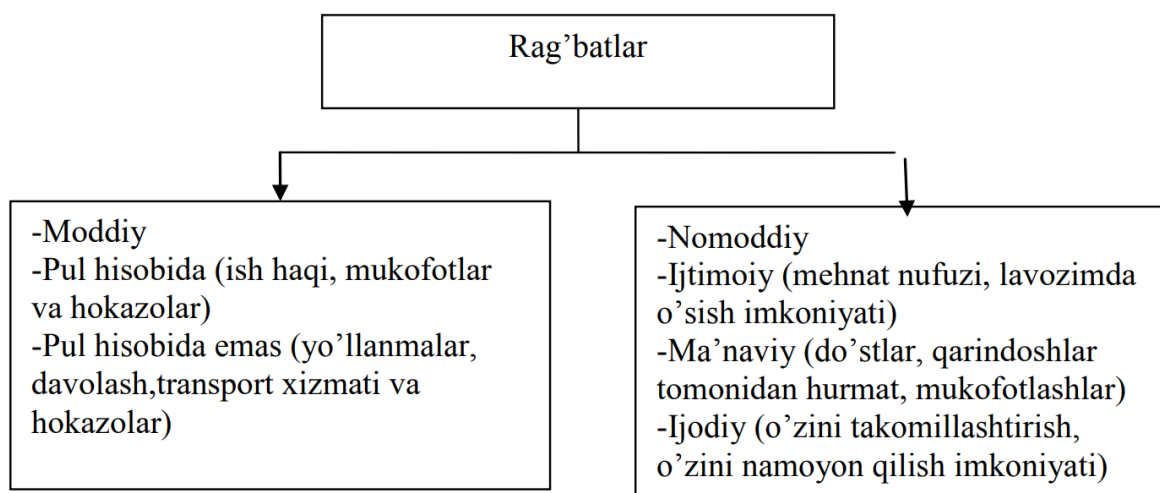 Rag’batlar
-Moddiy
-Pul hisobida (ish haqi, mukofotlar
va hokazolar)
-Pul hisobida emas (yo’llanmalar,
davolash,transport xizmati va
hokazolar)
-Nomoddiy
-Ijtimoiy (mehnat nufuzi, lavozimda
o’sish imkoniyati)
-Ma’naviy (do’stlar, qarindoshlar
tomonidan hurmat, mukofotlashlar)
-Ijodiy (o’zini takomillashtirish,
o’zini namoyon qilish imkoniyati)